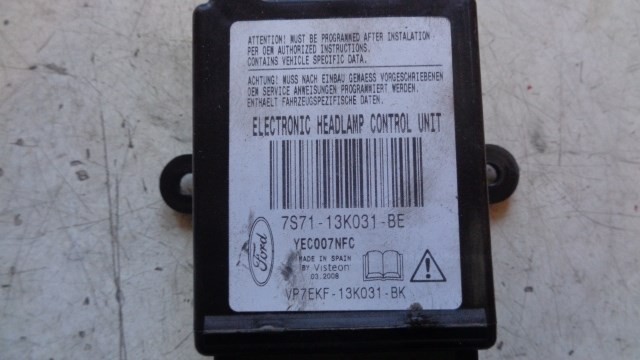 ATTENTION! MUST BE PROGRAMMED AFTER INSTALATION
PER OEM AUTHORIZED INSTRUCTIONS.
CONTAINS VEHICLE SPECIFIC DATA.
ACHTUNG! MUSS NACH EINBAU GEMAESS VORGESCHRIEBENEN
OEM SERVICE ANWEISUNGEN PROGRAMMIERT WERDEN.
ENTHAELT FAHRZEUGSPEZIFISCHE DATEN.
ELECTRONIC HEADLAMP CONTROL UNIT
7S71-13K031-BE
YEC007NFC
Ford
MADE IN SPAIN
BY Visteon
03.2008
VP7EKF-13K031-BK